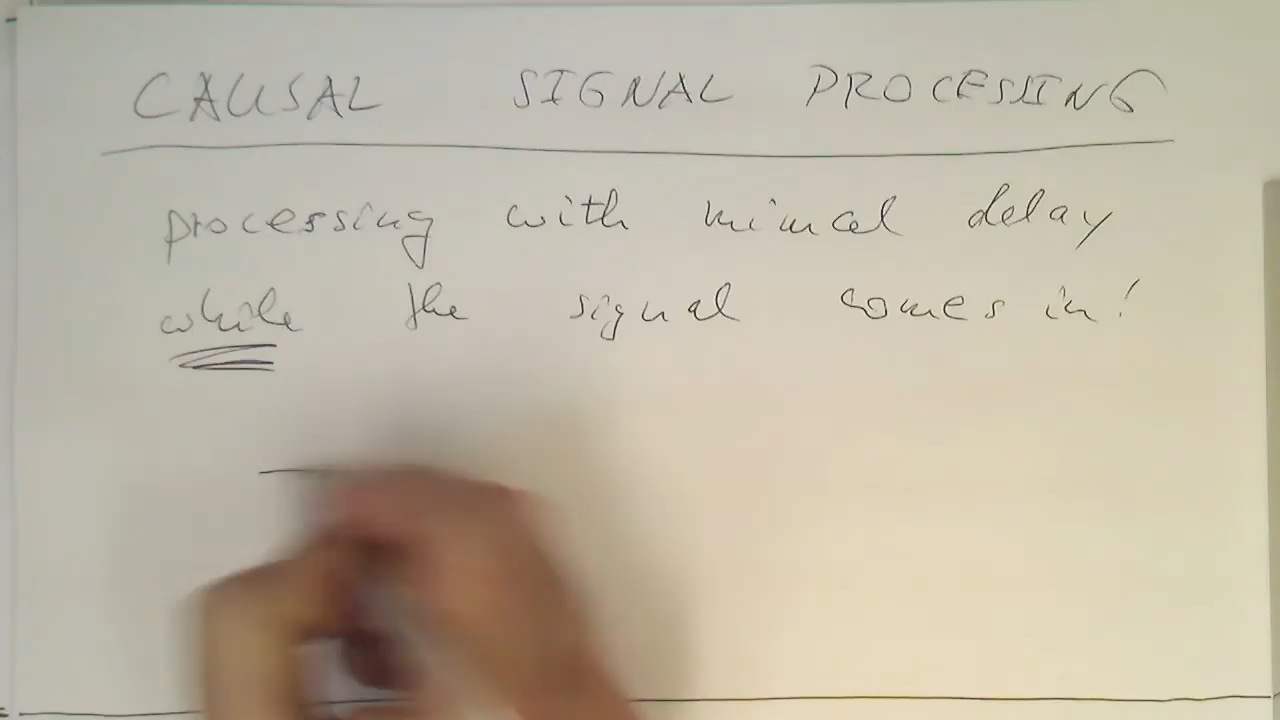 CAUSAL SIGNAL PROCESSING
processing with minimal delay
while the signal comes in!